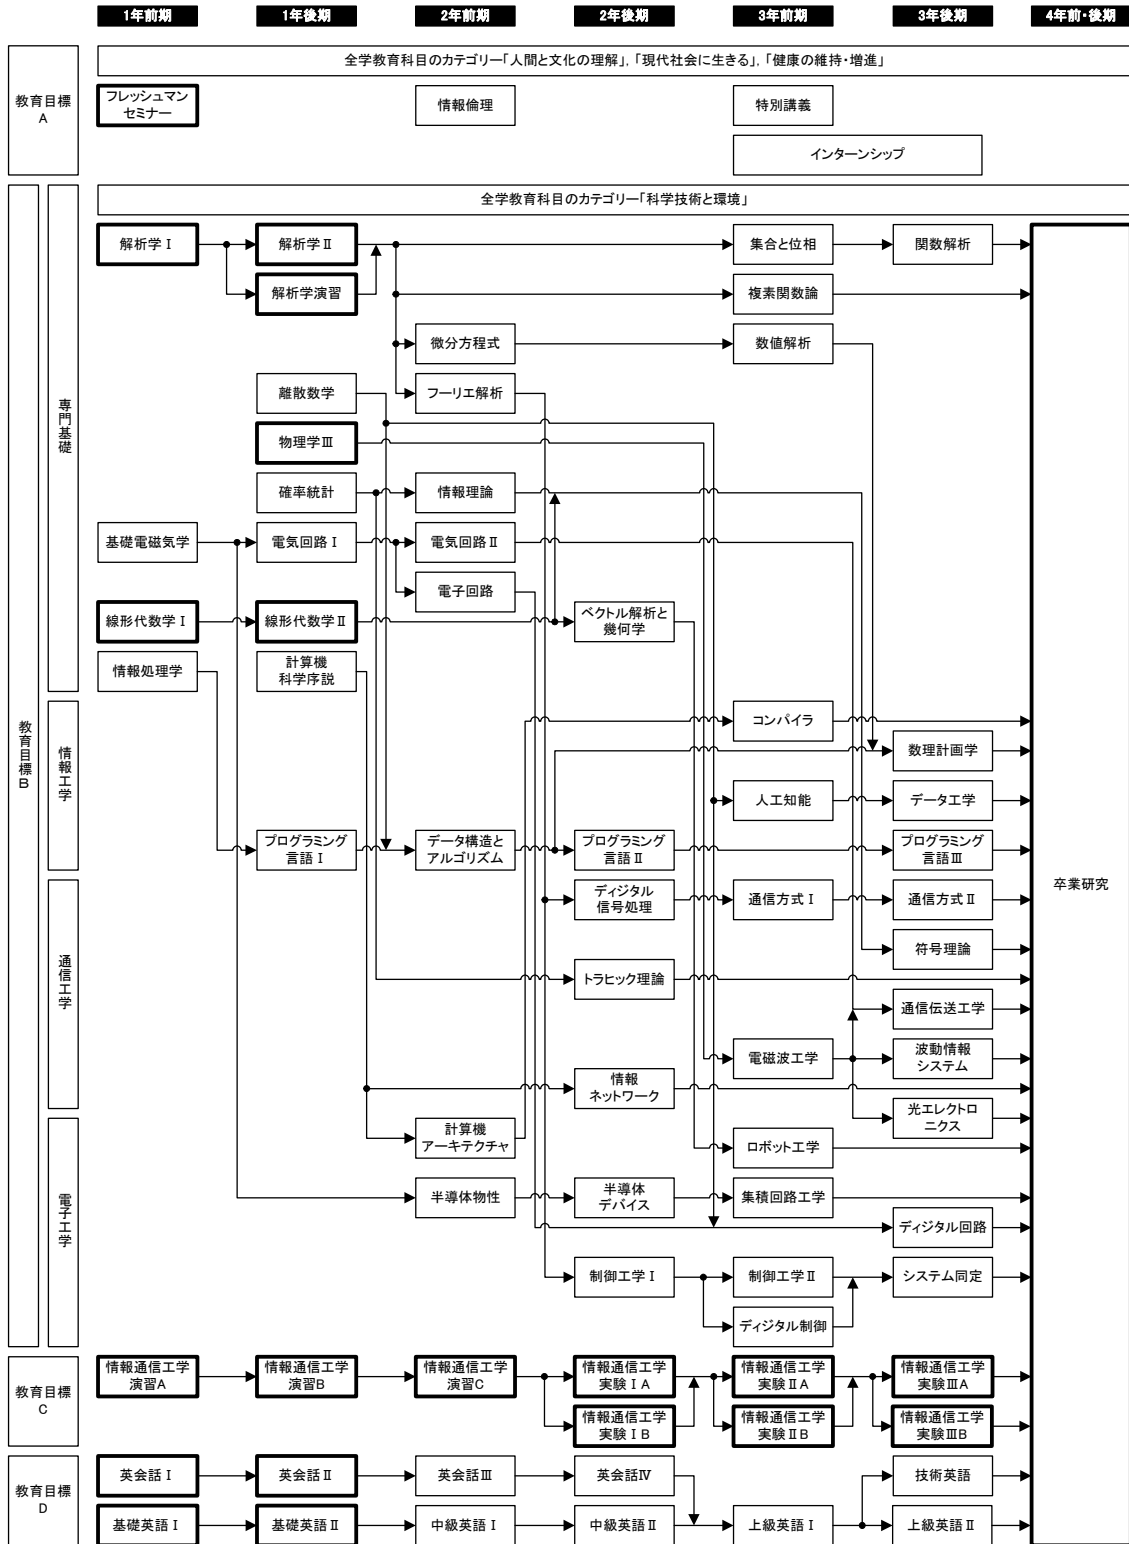 1年前期
1年後期
2年前期
2年後期
3年前期
3年後期
4年前・後期
教育目標
A
全学教育科目のカテゴリー「人間と文化の理解」,「現代社会に生きる」,「健康の維持・増進」
フレッシュマン
セミナー
情報倫理
特別講義
インターンシップ
教育目標B
専門基礎
全学教育科目のカテゴリー「科学技術と環境」
解析学Ⅰ
解析学Ⅱ
集合と位相
関数解析
解析学演習
複素関数論
微分方程式
数値解析
離散数学
フーリエ解析
物理学Ⅲ
確率統計
情報理論
基礎電磁気学
電気回路Ⅰ
電気回路Ⅱ
電子回路
線形代数学Ⅰ
線形代数学Ⅱ
ベクトル解析と
幾何学
情報処理学
計算機
科学序説
情報工学
コンパイラ
数理計画学
人工知能
データ工学
プログラミング
言語Ⅰ
データ構造と
アルゴリズム
プログラミング
言語Ⅱ
プログラミング
言語Ⅲ
卒業研究
通信工学
ディジタル
信号処理
通信方式Ⅰ
通信方式Ⅱ
符号理論
トラヒック理論
通信伝送工学
電磁波工学
波動情報
システム
情報
ネットワーク
光エレクトロ
ニクス
電子工学
計算機
アーキテクチャ
ロボット工学
半導体物性
半導体
デバイス
集積回路工学
ディジタル回路
制御工学Ⅰ
制御工学Ⅱ
システム同定
ディジタル制御
教育目標
C
情報通信工学
演習A
情報通信工学
演習B
情報通信工学
演習C
情報通信工学
実験ⅠA
情報通信工学
実験ⅡA
情報通信工学
実験ⅢA
情報通信工学
実験ⅠB
情報通信工学
実験ⅡB
情報通信工学
実験ⅢB
教育目標
D
英会話Ⅰ
英会話Ⅱ
英会話Ⅲ
英会話Ⅳ
技術英語
基礎英語Ⅰ
基礎英語Ⅱ
中級英語Ⅰ
中級英語Ⅱ
上級英語Ⅰ
上級英語Ⅱ